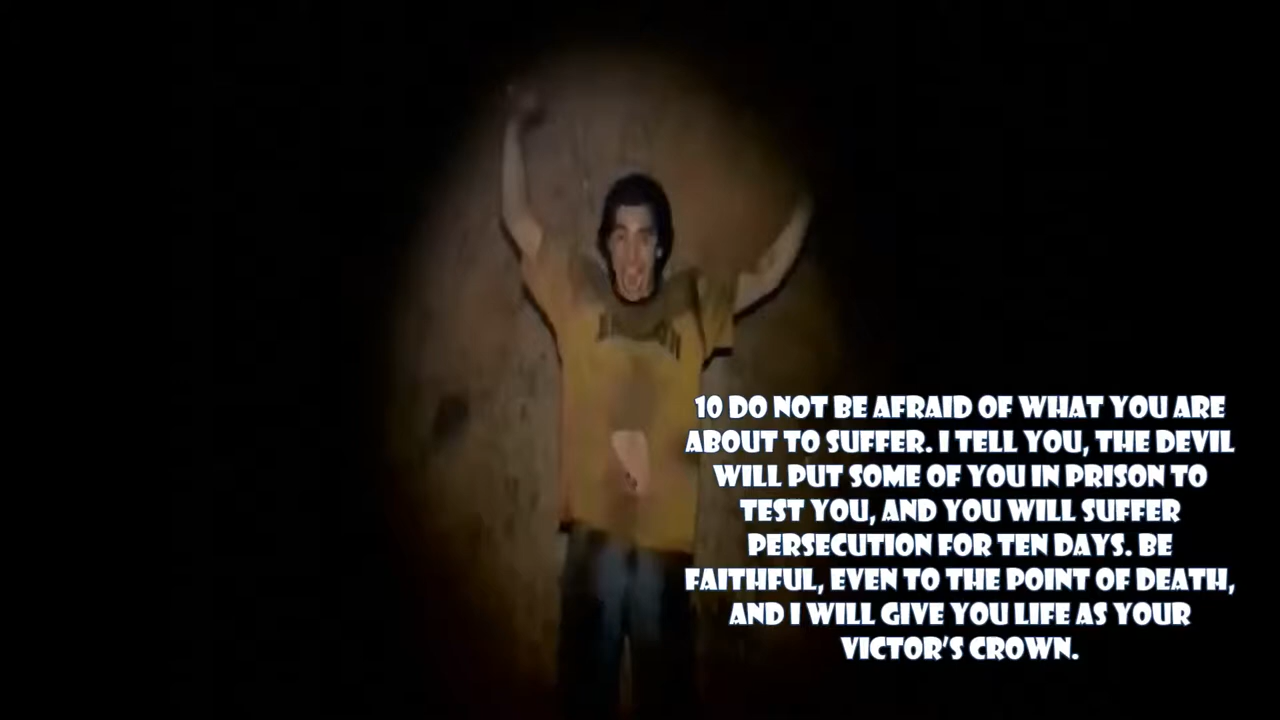 10 DO NOT BE AFRAID OF WHAT YOU ARE
ABOUT TO SUFFER. I TELL YOU, THE DEVIL
WILL PUT SOME OF YOU IN PRISON TO
TEST YOU, AND YOU WILL SUFFER
PERSECUTION FOR TEN DAYS. BE
FAITHFUL, EVEN TO THE POINT OF DEATH,
AND I WILL GIVE YOU LIFE AS YOUR
VICTOR'S CROWN.